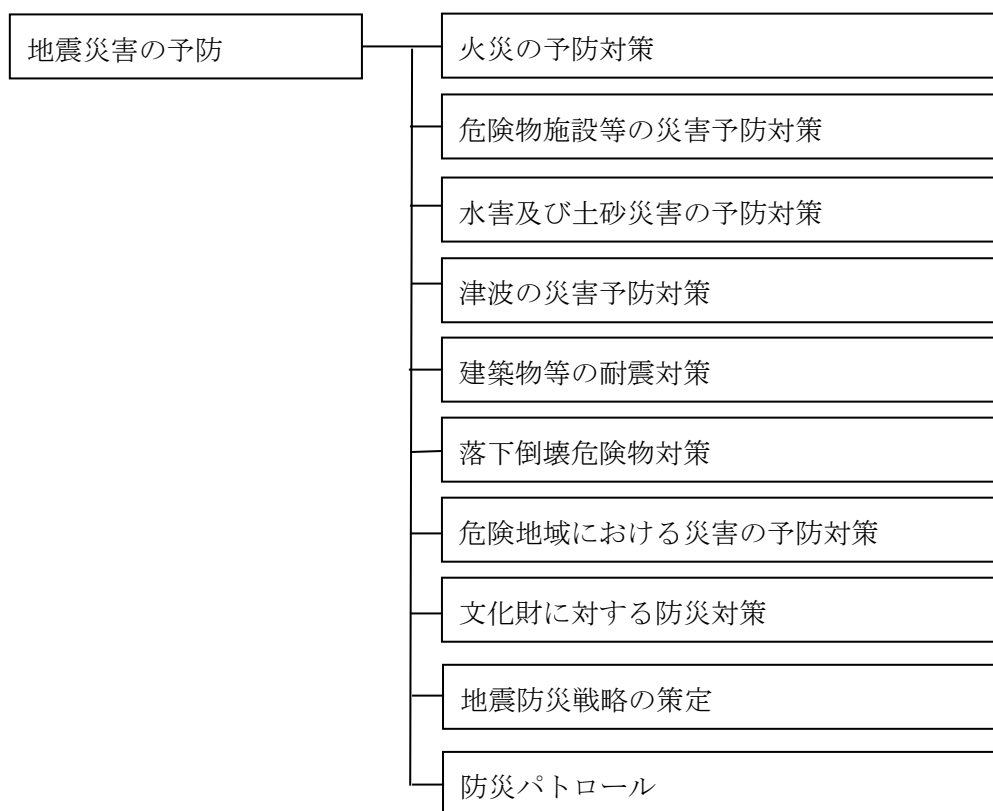 地震災害の予防
火災の予防対策
危険物施設等の災害予防対策
水害及び土砂災害の予防対策
津波の災害予防対策
建築物等の耐震対策
落下倒壊危険物対策
危険地域における災害の予防対策
文化財に対する防災対策
地震防災戦略の策定
防災パトロール